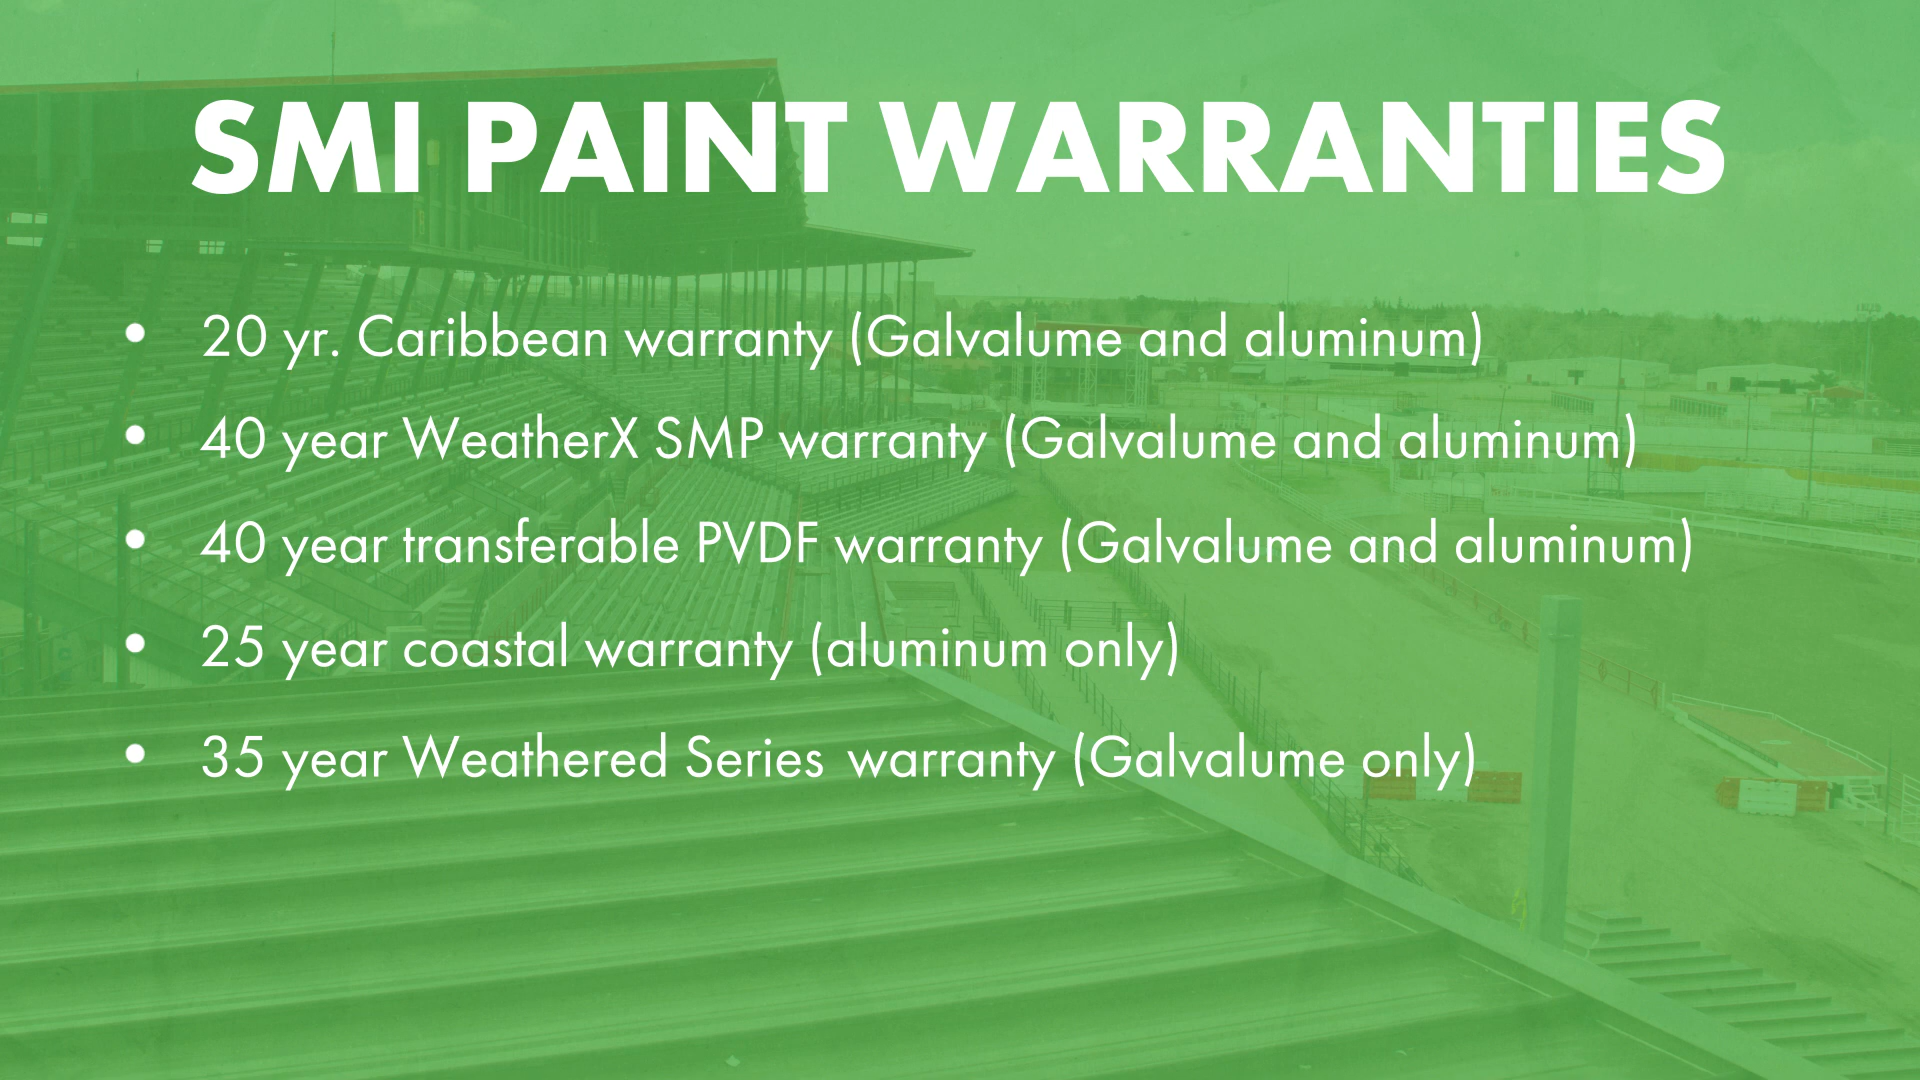 SMI PAINT WARRANTIES
• 20 yr. Caribbean warranty (Galvalume and aluminum)
• 40 year WeatherX SMP warranty (Galvalume and aluminum)
• 40 year transferable PVDF warranty (Galvalume and aluminum)
• 25 year coastal warranty (aluminum only)
• 35 year Weathered Series warranty (Galvalume only)